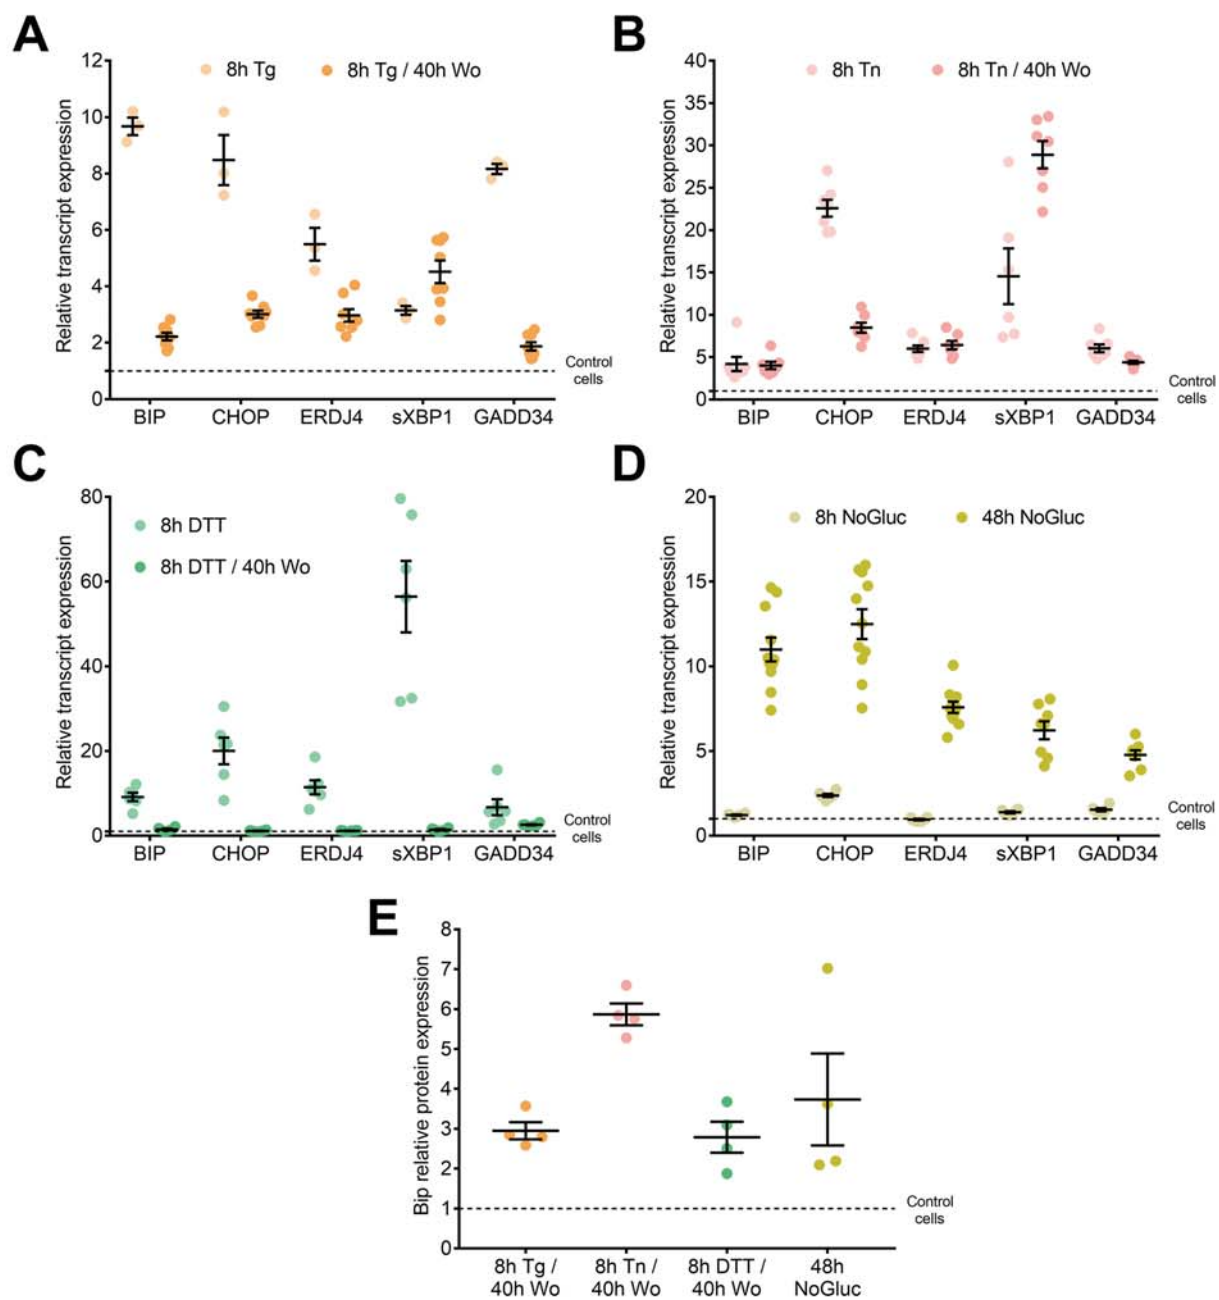 A
8h Tg
8h Tg / 40h Wo
Relative transcript expression
12
10
8
6
4
2
0
Control
cells
BIP
CHOP
ERDJ4
sXBP1
GADD34
B
8h Tn
8h Tn / 40h Wo
Relative transcript expression
40
35
30
25
20
15
10
5
0
Control
cells
BIP
CHOP
ERDJ4
sXBP1
GADD34
C
8h DTT
8h DTT / 40h Wo
Relative transcript expression
80
60
40
20
0
Control
cells
BIP
CHOP
ERDJ4
sXBP1
GADD34
D
8h NoGluc
48h NoGluc
Relative transcript expression
20
15
10
5
0
Control
cells
BIP
CHOP
ERDJ4
sXBP1
GADD34
E
Bip relative protein expression
8
7
6
5
4
3
2
1
0
Control
cells
8h Tg /
40h Wo
8h Tn /
40h Wo
8h DTT /
40h Wo
48h
NoGluc